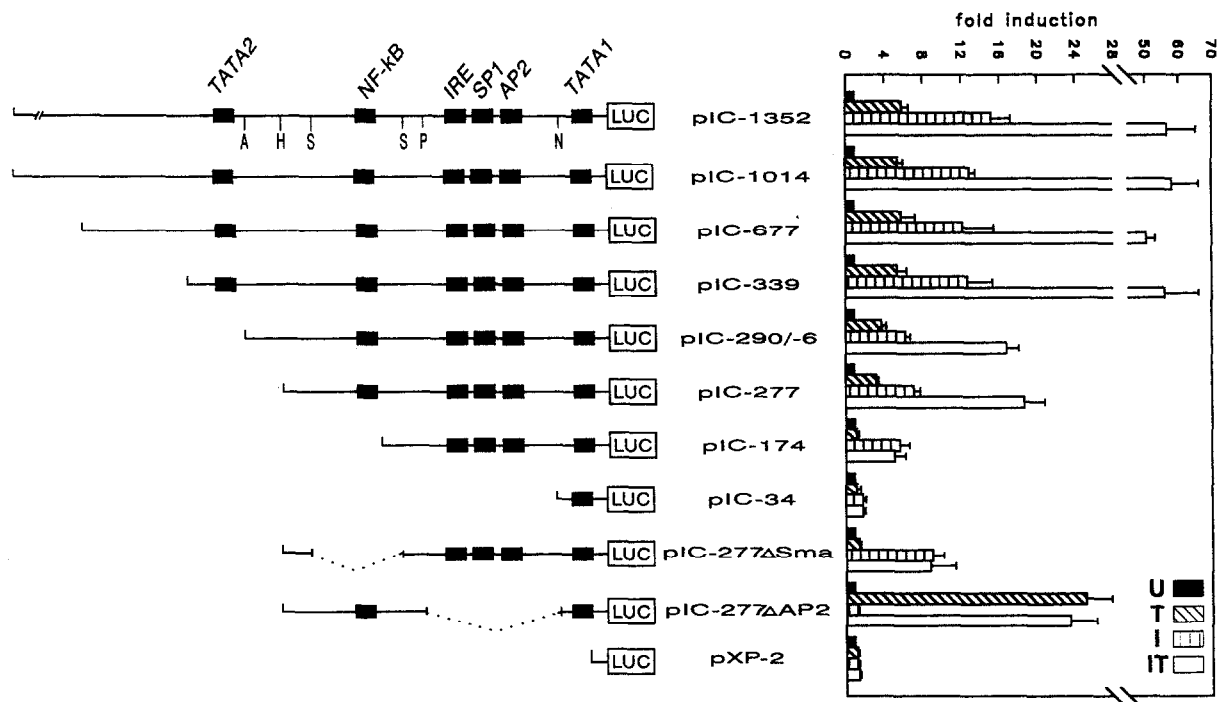 fold induction
0 4 8 12 16 20 24 28 50 60 70
TATA2 NF-kB IRE SP1 AP2 TATA1
LUC pIC-1352
A H S S P N
LUC pIC-1014
LUC pIC-677
LUC pIC-339
LUC pIC-290/-6
LUC pIC-277
LUC pIC-174
LUC pIC-34
LUC pIC-277ΔSma
LUC pIC-277ΔAP2
LUC pXP-2
U
T
I
IT